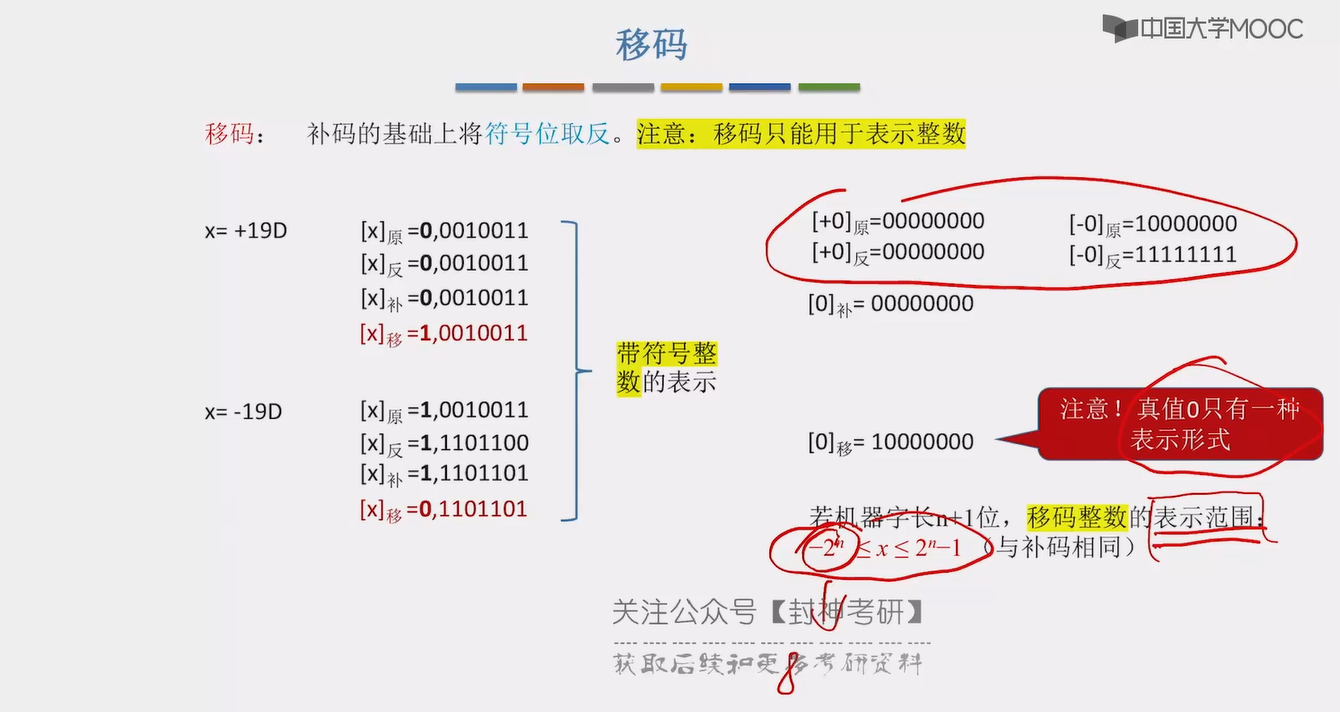 中国大学MOOC
移码
移码： 补码的基础上将符号位取反。注意：移码只能用于表示整数
x= +19D
[x]原=0,0010011
[x]反=0,0010011
[x]补=0,0010011
[x]移=1,0010011
x= -19D
[x]原=1,0010011
[x]反=1,1101100
[x]补=1,1101101
[x]移=0,1101101
带符号整
数的表示
[+0]原=00000000 [-0]原=10000000
[+0]反=00000000 [-0]反=11111111
[0]补= 00000000
[0]移= 10000000
注意！真值0只有一种
表示形式
若机器字长n+1位，移码整数的表示范围：
−2ⁿ ≤ x ≤ 2ⁿ−1 （与补码相同）
关注公众号【封神考研】
获取后续和更多考研资料
8